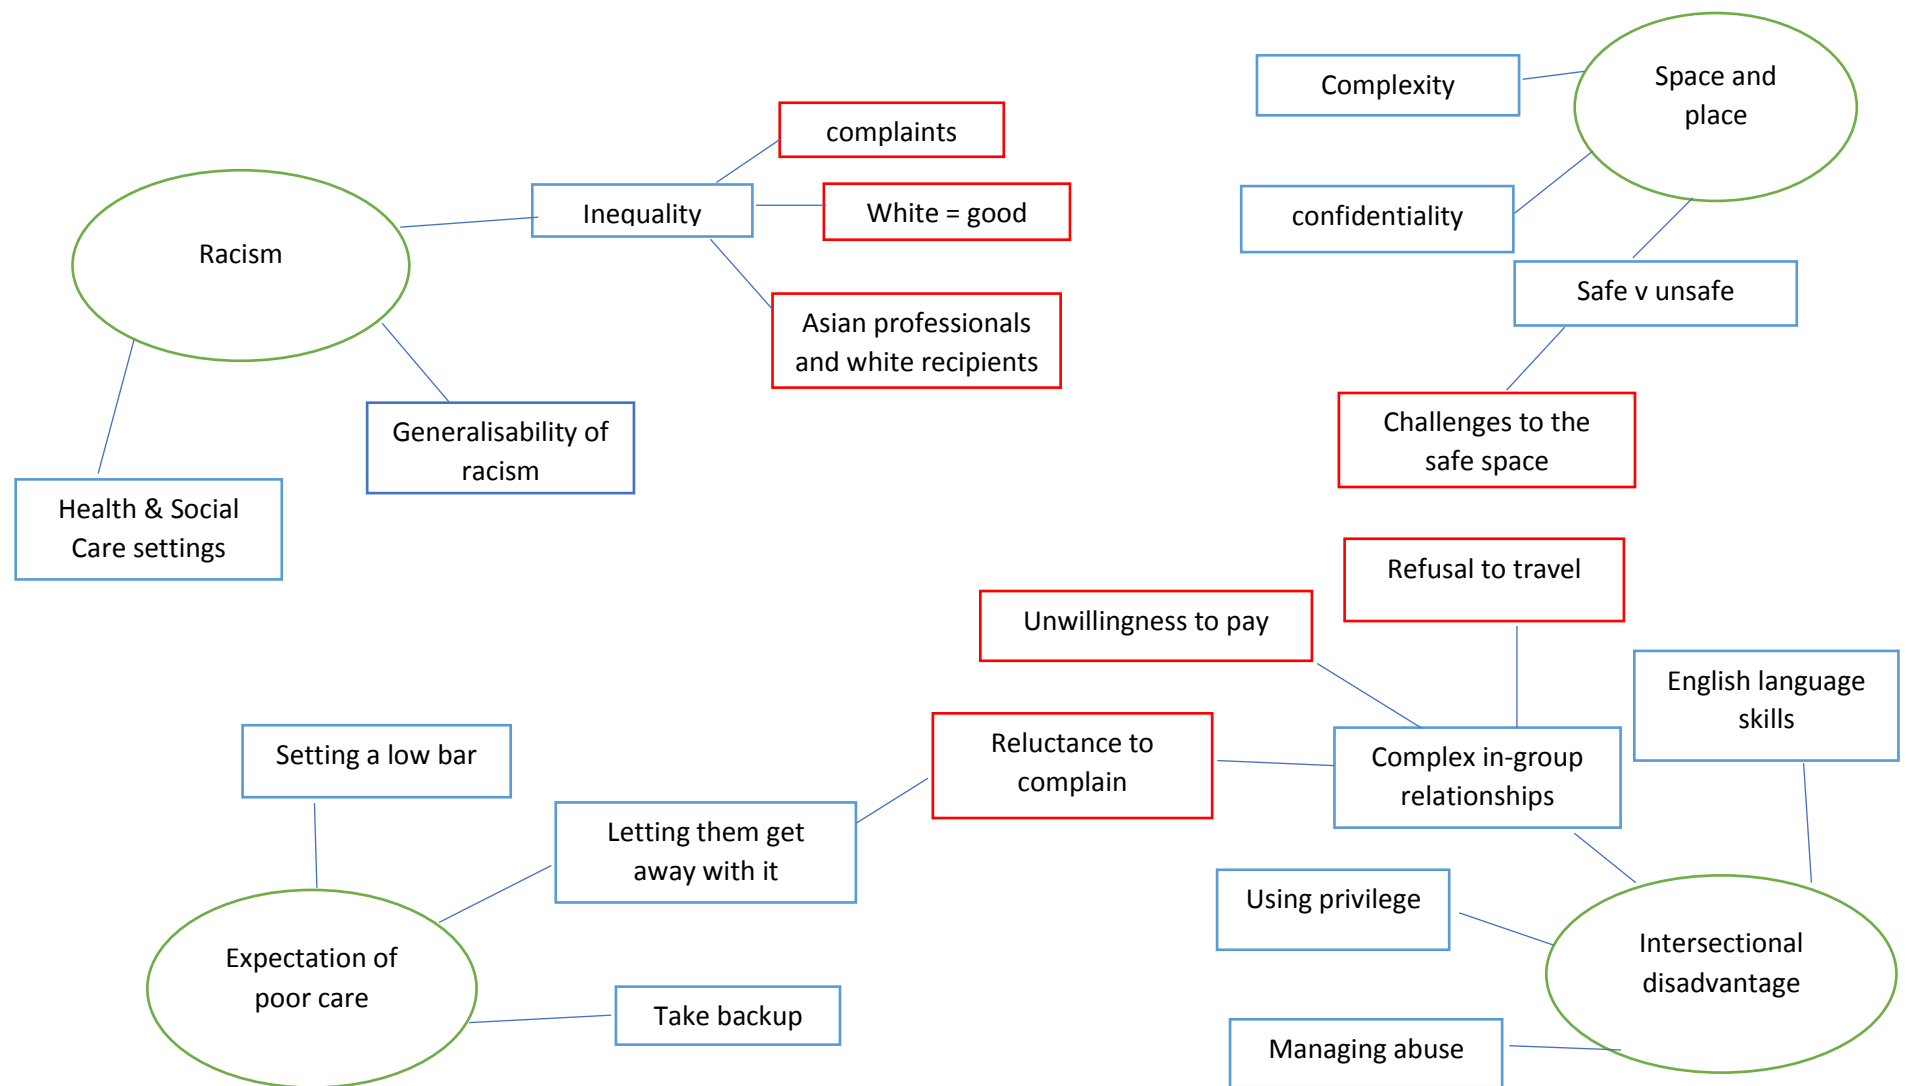 Space and
place
Complexity
complaints
confidentiality
Inequality
White = good
Racism
Safe v unsafe
Asian professionals
and white recipients
Challenges to the
safe space
Generalisability of
racism
Health & Social
Care settings
Refusal to travel
Unwillingness to pay
English language
skills
Setting a low bar
Reluctance to
complain
Complex in-group
relationships
Letting them get
away with it
Using privilege
Expectation of
poor care
Intersectional
disadvantage
Take backup
Managing abuse